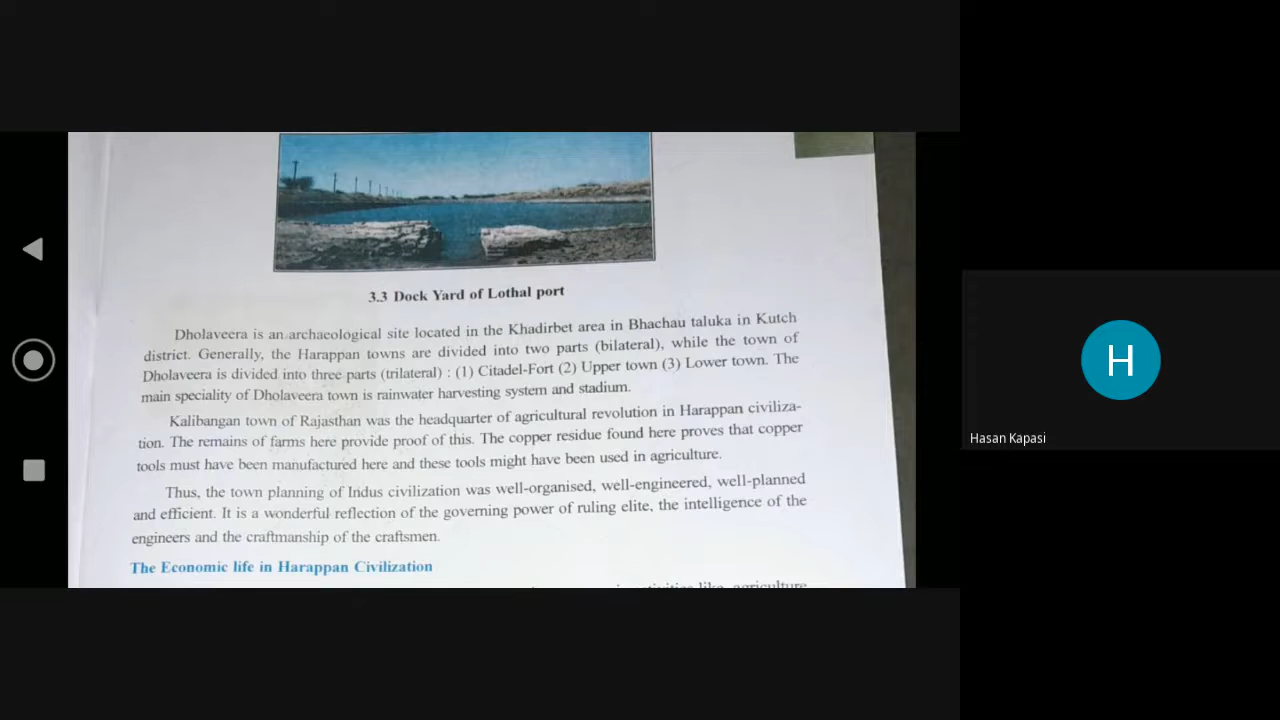 3.3 Dock Yard of Lothal port
Dholaveera is an archaeological site located in the Khadirbet area in Bhachau taluka in Kutch
district. Generally, the Harappan towns are divided into two parts (bilateral), while the town of
Dholaveera is divided into three parts (trilateral) : (1) Citadel-Fort (2) Upper town (3) Lower town. The
main speciality of Dholaveera town is rainwater harvesting system and stadium.
Kalibangan town of Rajasthan was the headquarter of agricultural revolution in Harappan civiliza-
tion. The remains of farms here provide proof of this. The copper residue found here proves that copper
tools must have been manufactured here and these tools might have been used in agriculture.
Thus, the town planning of Indus civilization was well-organised, well-engineered, well-planned
and efficient. It is a wonderful reflection of the governing power of ruling elite, the intelligence of the
engineers and the craftmanship of the craftsmen.
The Economic life in Harappan Civilization
like agriculture
H
Hasan Kapasi